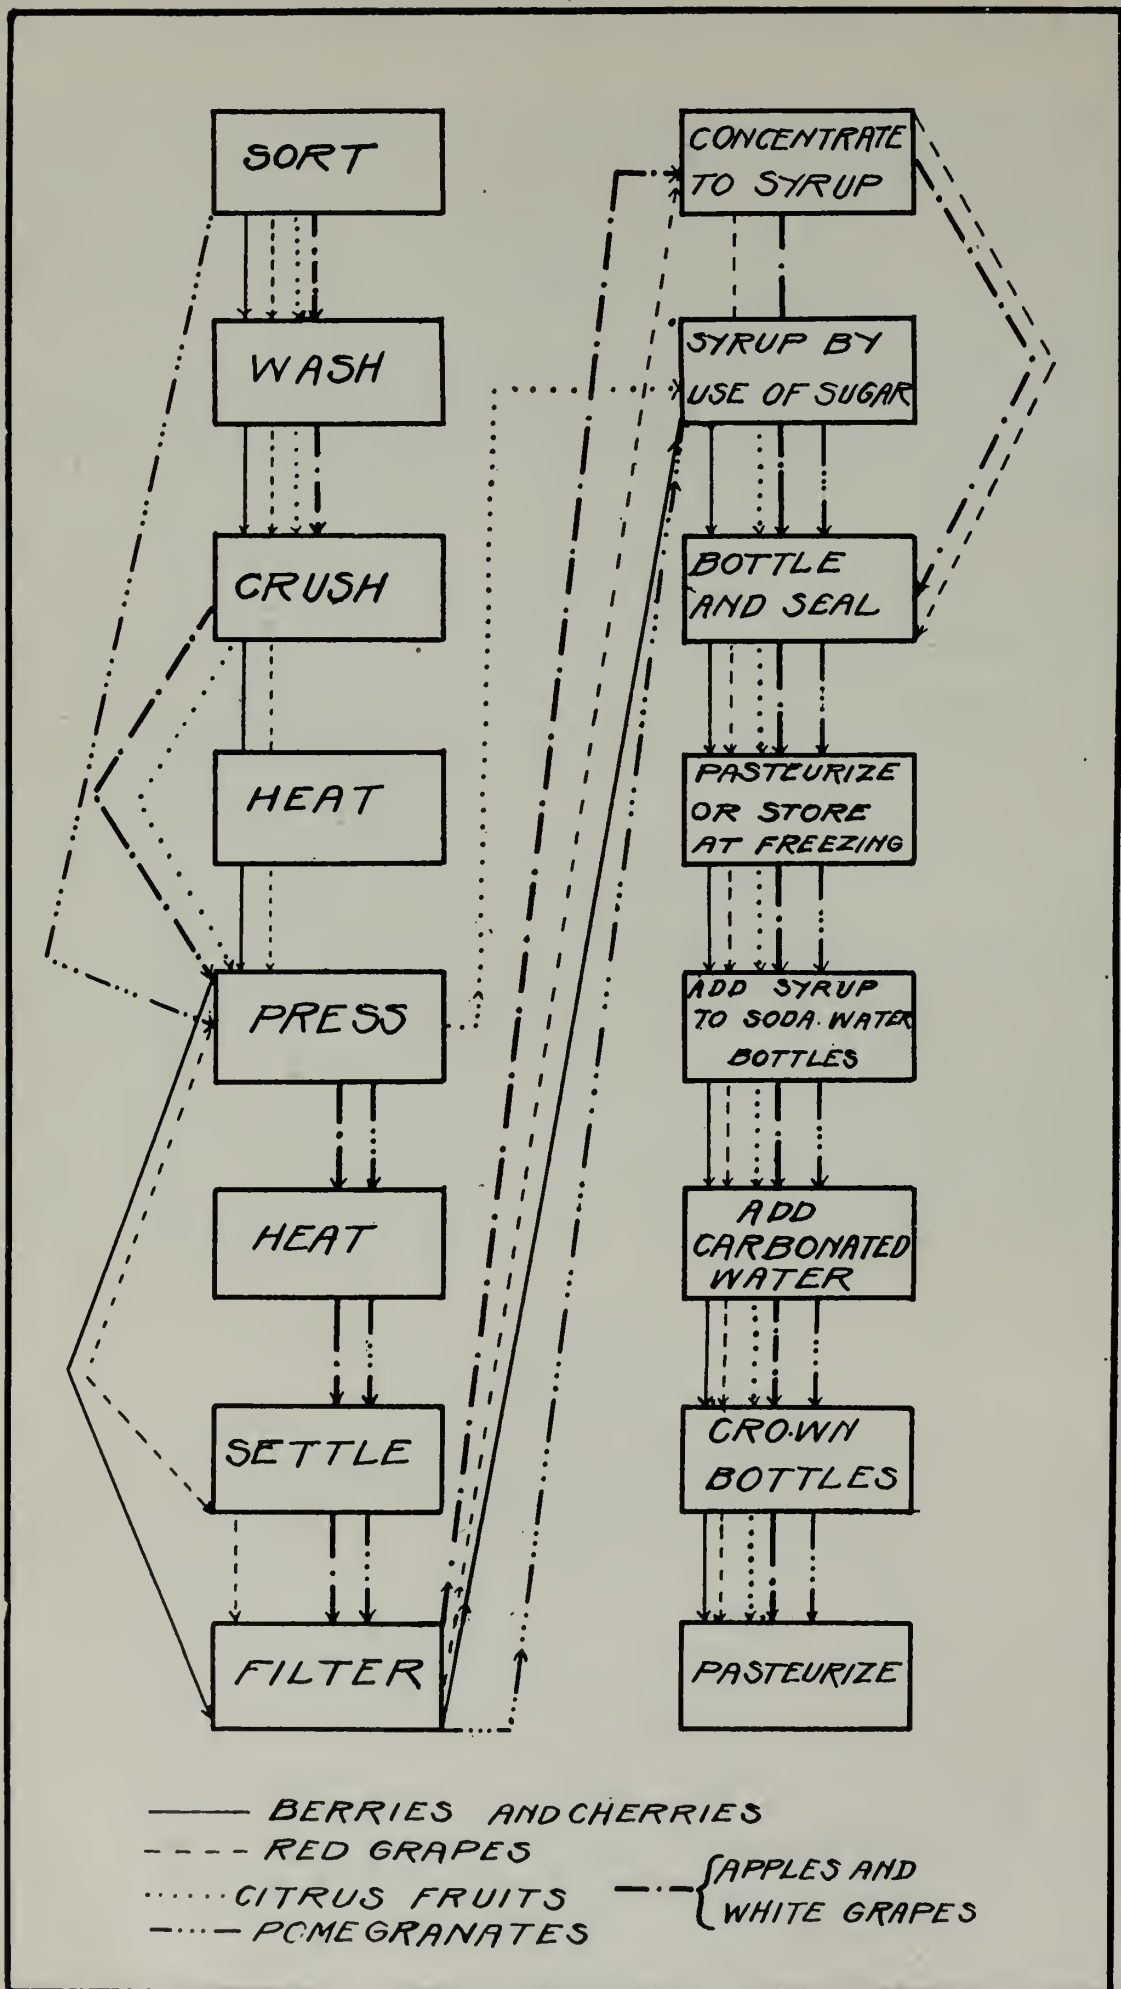 SORT
WASH
CRUSH
HEAT
PRESS
HEAT
SETTLE
FILTER
CONCENTRATE
TO SYRUP
SYRUP BY
USE OF SUGAR
BOTTLE
AND SEAL
PASTEURIZE
OR STORE
AT FREEZING
ADD SYRUP
TO SODA WATER
BOTTLES
ADD
CARBONATED
WATER
CROWN
BOTTLES
PASTEURIZE
BERRIES AND CHERRIES
RED GRAPES
CITRUS FRUITS
POMEGRANATES
APPLES AND
WHITE GRAPES